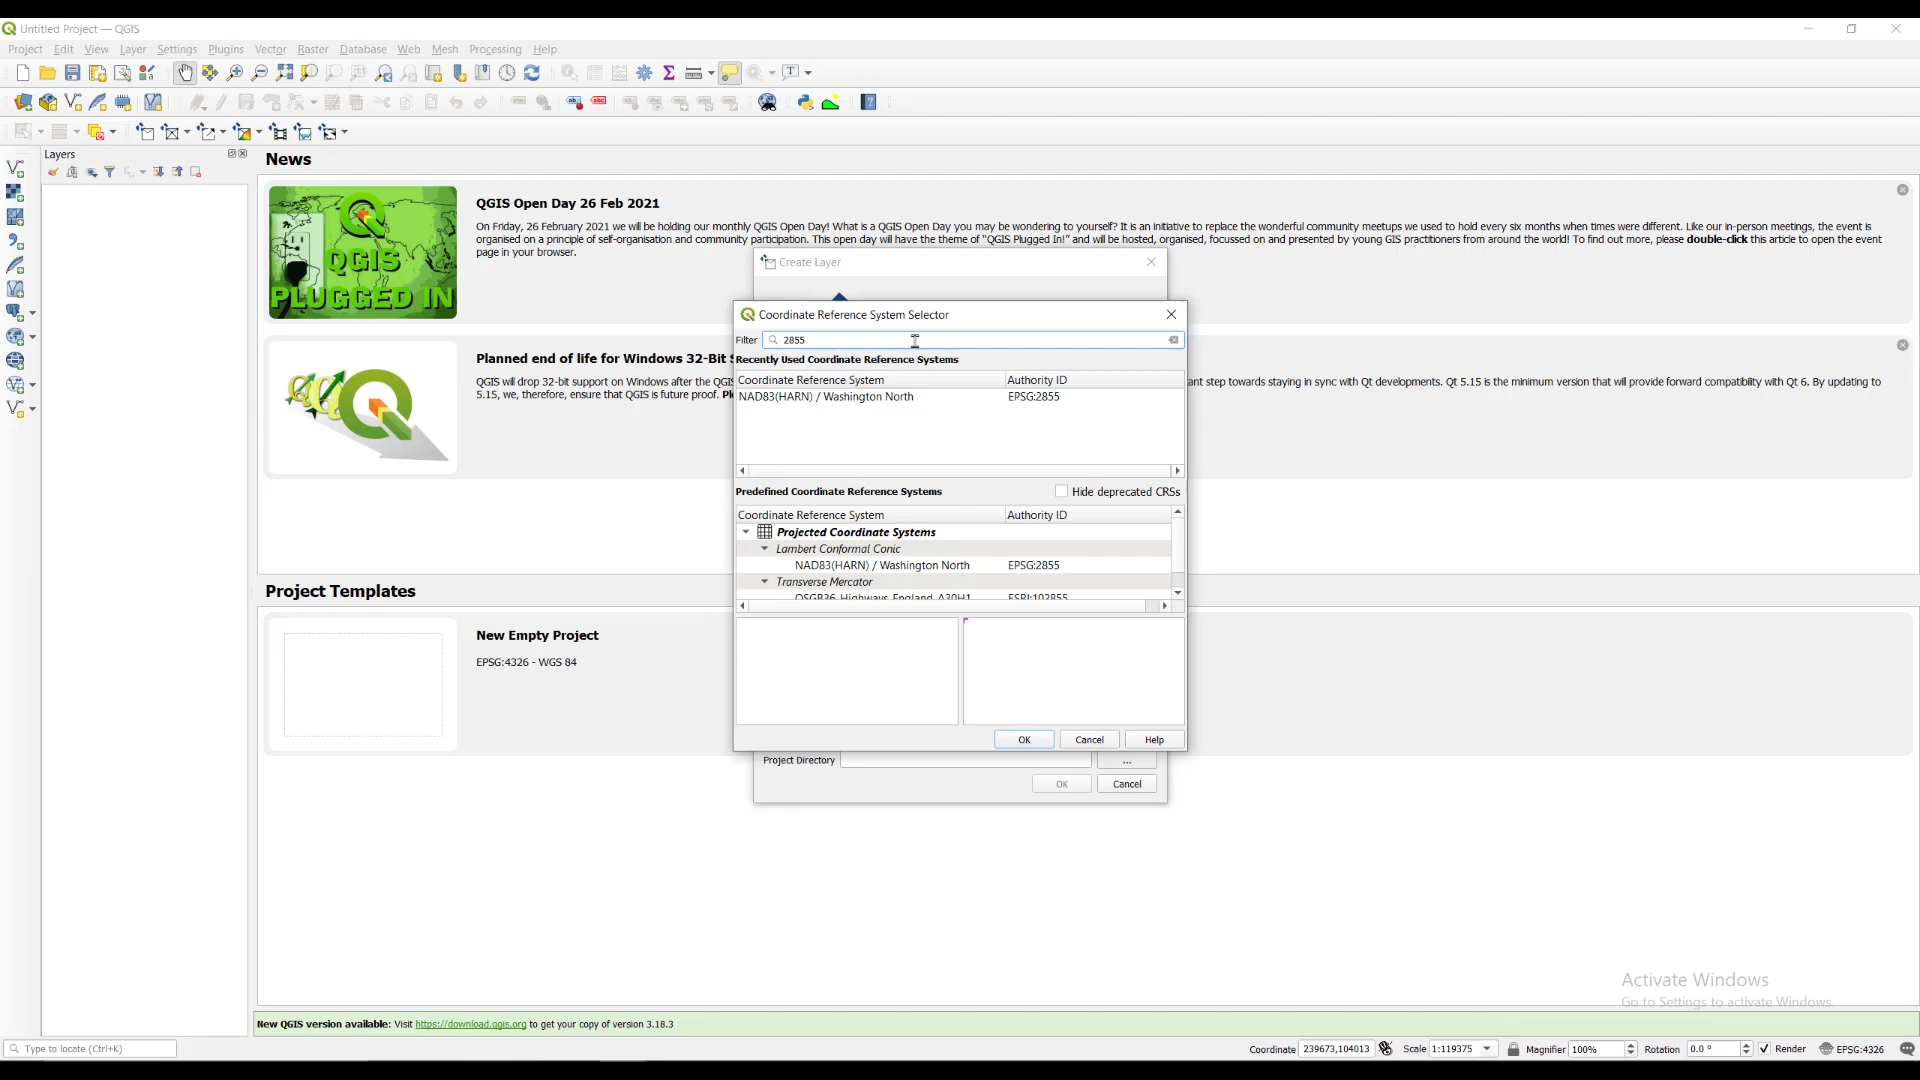 Untitled Project — QGIS
Project Edit View Layer Settings Plugins Vector Raster Database Web Mesh Processing Help
Layers
News
QGIS PLUGGED IN
QGIS Open Day 26 Feb 2021
On Friday, 26 February 2021 we will be holding our monthly QGIS Open Day! What is a QGIS Open Day you may be wondering to yourself? It is an initiative to replace the wonderful community meetups we used to hold every six months when times were different. Like our in-person meetings, the event is
organised on a principle of self-organisation and community participation. This open day will have the theme of "QGIS Plugged In!" and will be hosted, organised, focussed on and presented by young GIS practitioners from around the world! To find out more, please double-click this article to open the event
page in your browser.
Create Layer
Coordinate Reference System Selector
Filter 2855
Recently Used Coordinate Reference Systems
Coordinate Reference System Authority ID
NAD83(HARN) / Washington North EPSG:2855
Planned end of life for Windows 32-Bit
QGIS will drop 32-bit support on Windows after the QGI
ant step towards staying in sync with Qt developments. Qt 5.15 is the minimum version that will provide forward compatibility with Qt 6. By updating to
5.15, we, therefore, ensure that QGIS is future proof.
Predefined Coordinate Reference Systems Hide deprecated CRSs
Coordinate Reference System Authority ID
Projected Coordinate Systems
Lambert Conformal Conic
NAD83(HARN) / Washington North EPSG:2855
Transverse Mercator
OSGB36_Highways_England_A30H1 ESRI:102855
OK Cancel Help
Project Directory ...
OK Cancel
Project Templates
New Empty Project
EPSG:4326 - WGS 84
Activate Windows
Go to Settings to activate Windows.
New QGIS version available: Visit https://download.qgis.org to get your copy of version 3.18.3
Type to locate (Ctrl+K) Coordinate 239673,104013 Scale 1:119375 Magnifier 100% Rotation 0.0 ° Render EPSG:4326